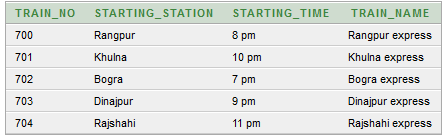 TRAIN_NO STARTING_STATION STARTING_TIME TRAIN_NAME
700 Rangpur 8 pm Rangpur express
701 Khulna 10 pm Khulna express
702 Bogra 7 pm Bogra express
703 Dinajpur 9 pm Dinajpur express
704 Rajshahi 11 pm Rajshahi express